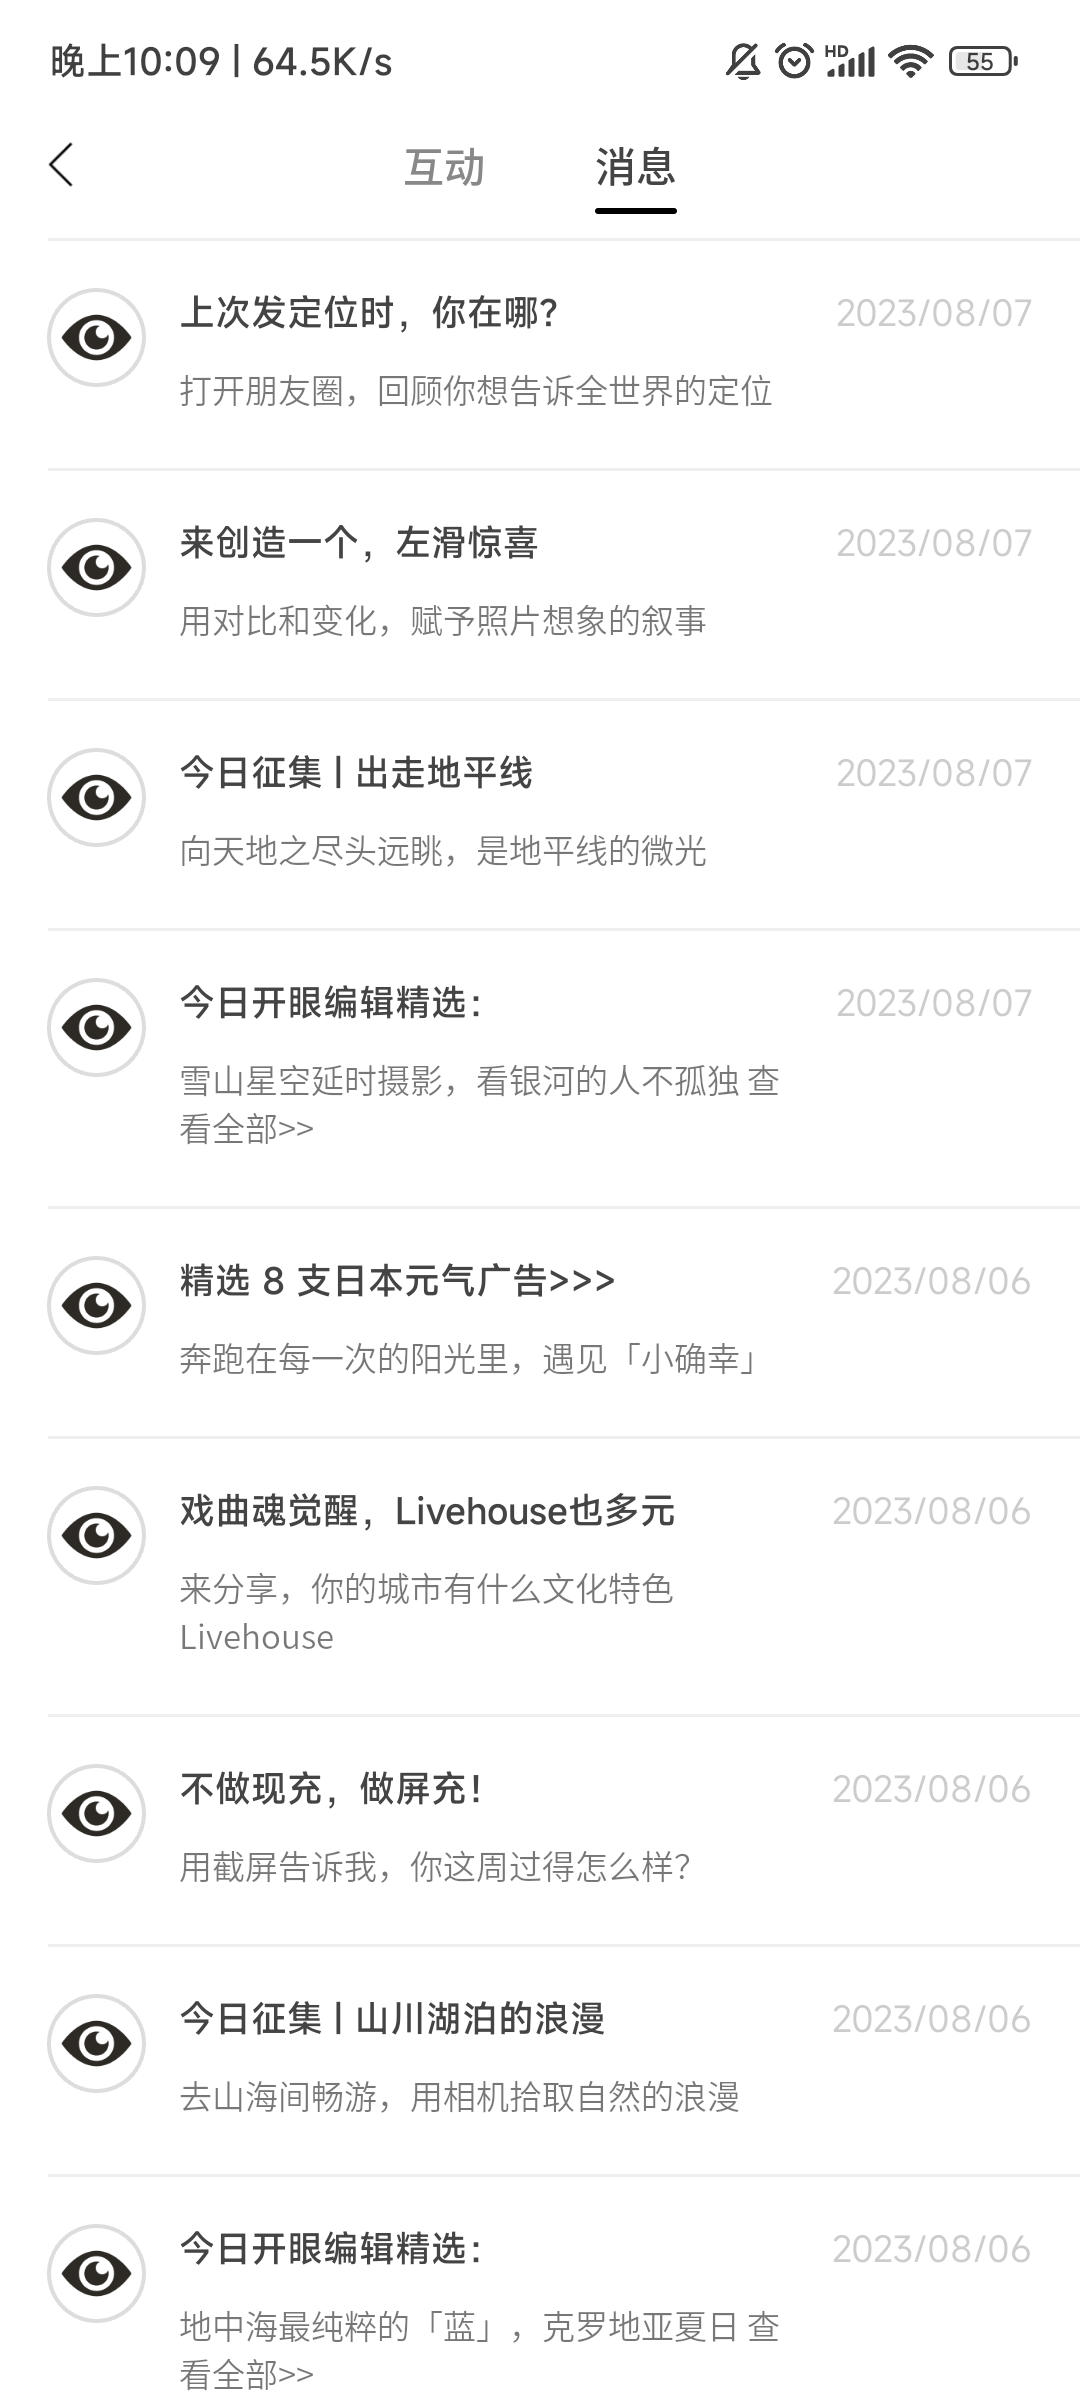 晚上10:09 | 64.5K/s
HD
55
互动 消息
上次发定位时，你在哪？ 2023/08/07
打开朋友圈，回顾你想告诉全世界的定位
来创造一个，左滑惊喜 2023/08/07
用对比和变化，赋予照片想象的叙事
今日征集 | 出走地平线 2023/08/07
向天地之尽头远眺，是地平线的微光
今日开眼编辑精选： 2023/08/07
雪山星空延时摄影，看银河的人不孤独 查
看全部>>
精选 8 支日本元气广告>>> 2023/08/06
奔跑在每一次的阳光里，遇见「小确幸」
戏曲魂觉醒，Livehouse也多元 2023/08/06
来分享，你的城市有什么文化特色
Livehouse
不做现充，做屏充！ 2023/08/06
用截屏告诉我，你这周过得怎么样？
今日征集 | 山川湖泊的浪漫 2023/08/06
去山海间畅游，用相机拾取自然的浪漫
今日开眼编辑精选： 2023/08/06
地中海最纯粹的「蓝」，克罗地亚夏日 查
看全部>>